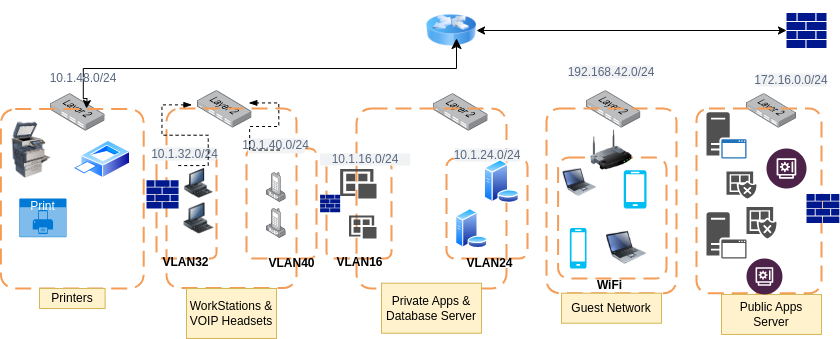 10.1.48.0/24
192.168.42.0/24
172.16.0.0/24
Layer 2
Layer 2
Layer 2
Layer 2
Layer 2
10.1.32.0/24
10.1.40.0/24
10.1.16.0/24
10.1.24.0/24
Print
VLAN32
VLAN40
VLAN16
VLAN24
WiFi
Printers
WorkStations &
VOIP Headsets
Private Apps &
Database Server
Guest Network
Public Apps
Server